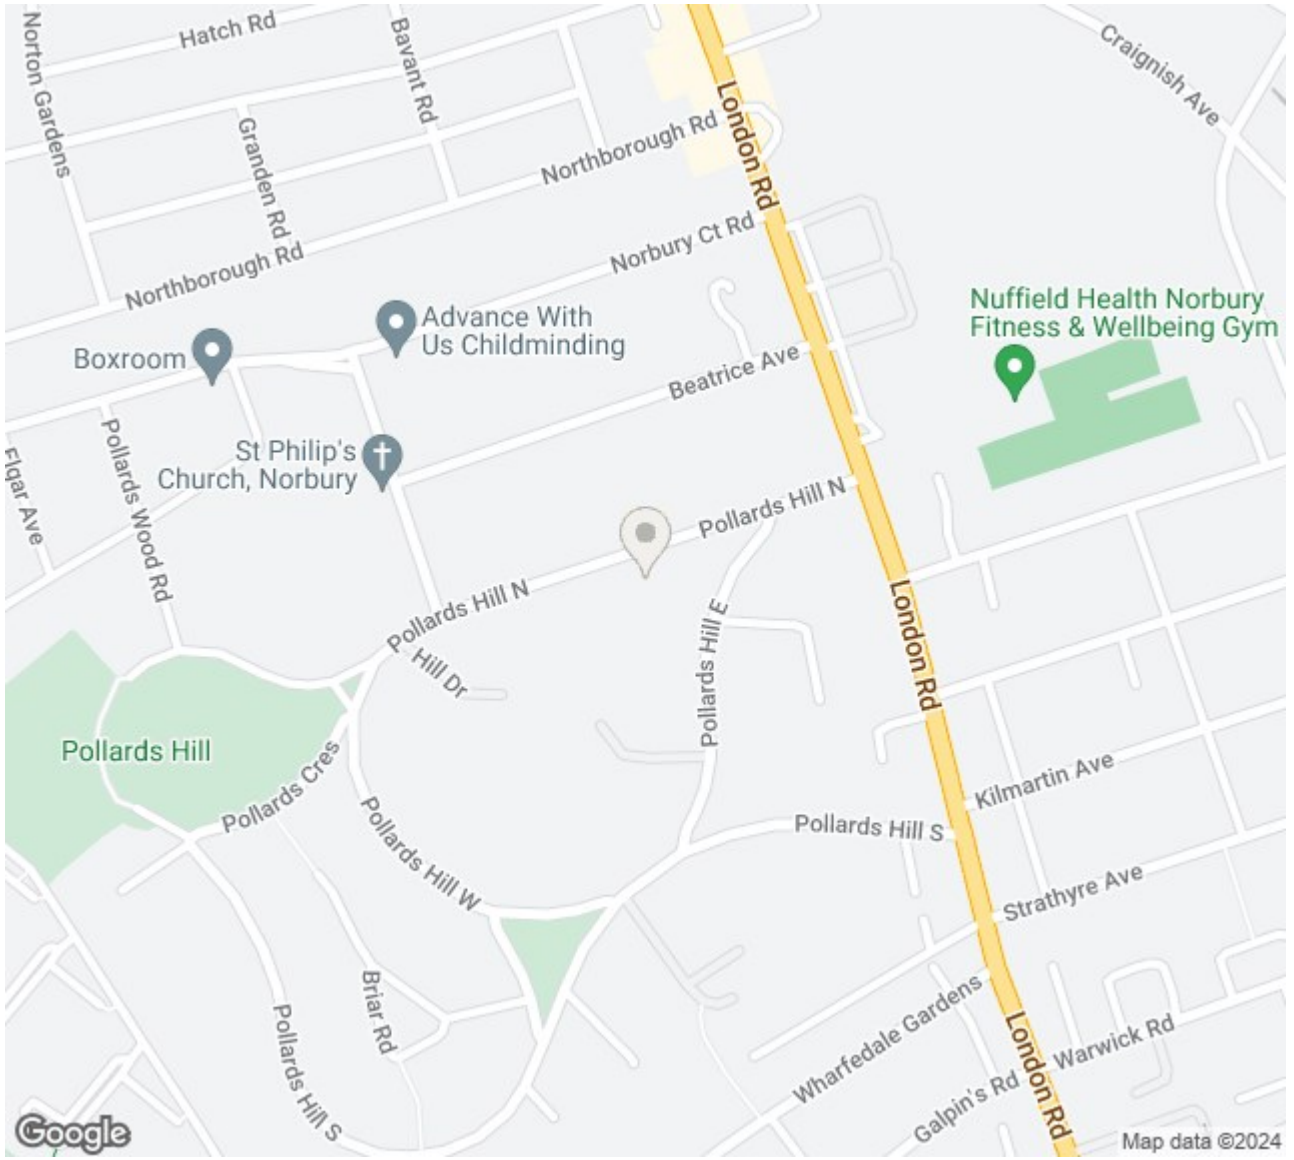 Norton Gardens
Hatch Rd
Bavant Rd
Craignish Ave
London Rd
Granden Rd
Northborough Rd
Northborough Rd
Norbury Ct Rd
Advance With
Us Childminding
Boxroom
Nuffield Health Norbury
Fitness & Wellbeing Gym
Beatrice Ave
Elgar Ave
Pollards Wood Rd
St Philip's
Church, Norbury
Pollards Hill N
Pollards Hill N
London Rd
Hill Dr
Pollards Hill E
Pollards Hill
Pollards Cres
Kilmartin Ave
Pollards Hill W
Pollards Hill S
Strathyre Ave
Briar Rd
Pollards Hill S
Wharfedale Gardens
London Rd
Warwick Rd
Galpin's Rd
Google
Map data ©2024